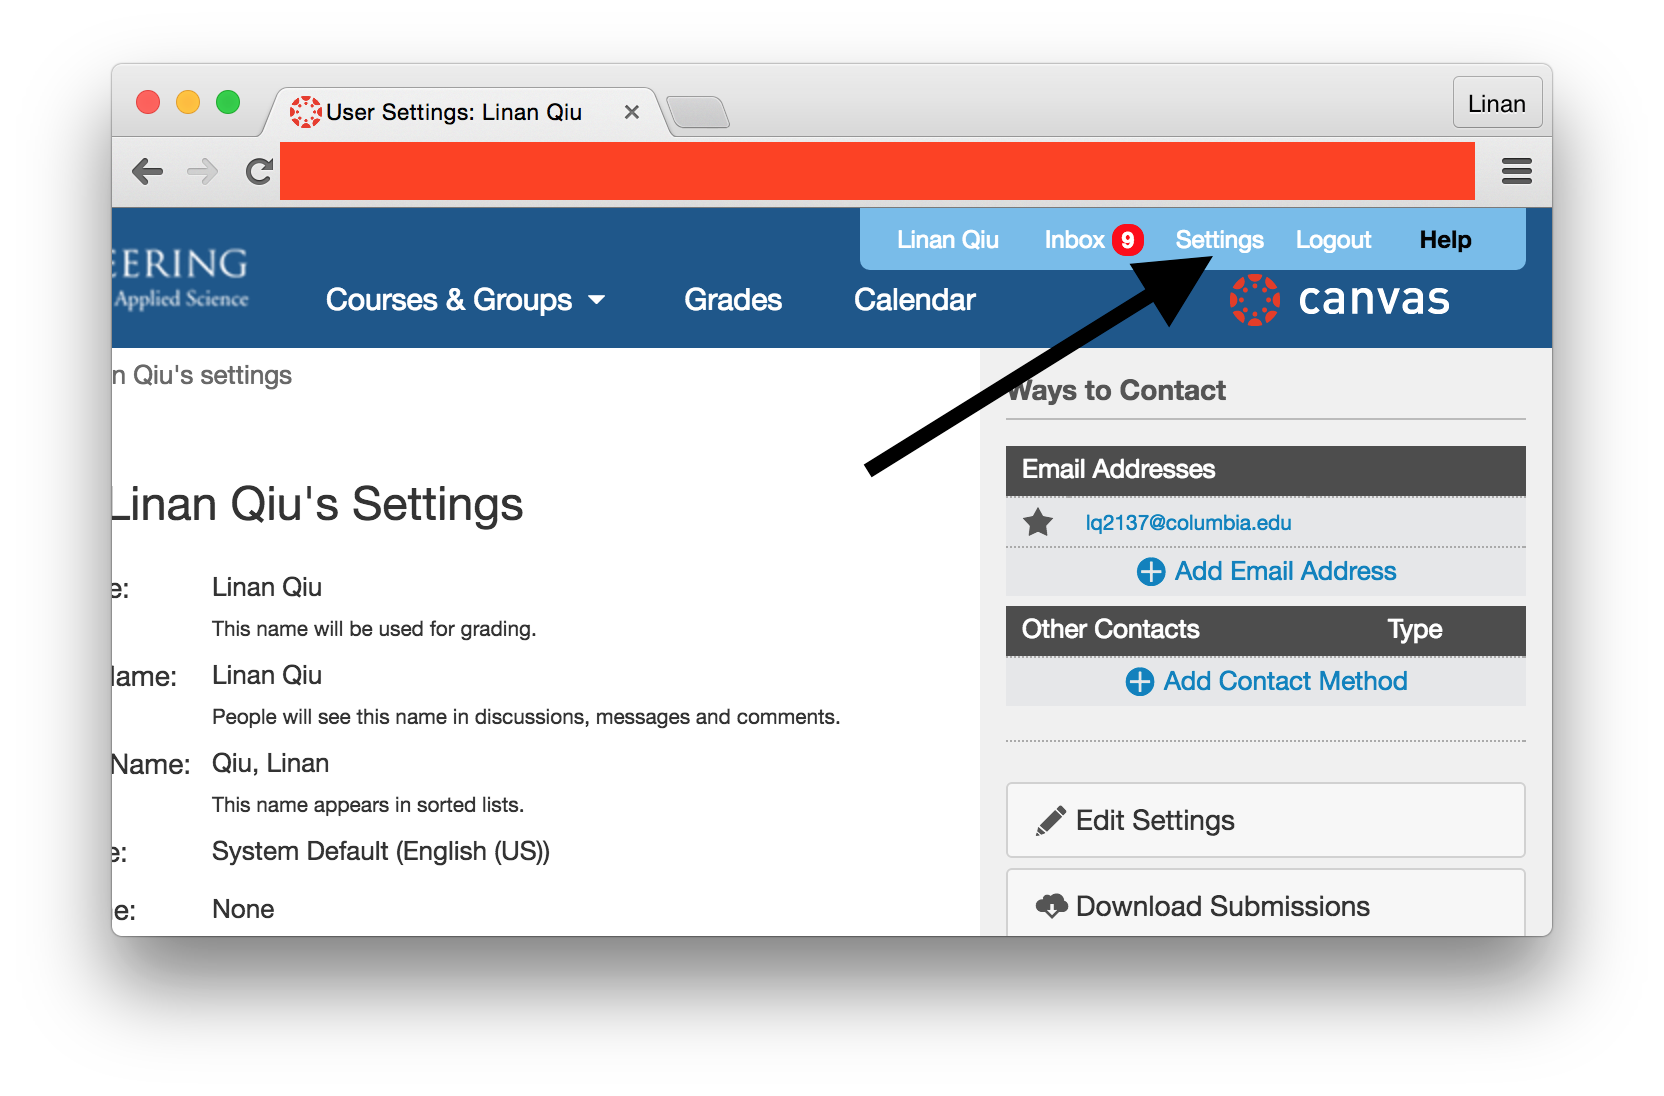 User Settings: Linan Qiu
Linan
Linan Qiu Inbox 9 Settings Logout Help
EERING
Applied Science
Courses & Groups Grades Calendar
canvas
n Qiu's settings
Linan Qiu's Settings
e: Linan Qiu
This name will be used for grading.
Name: Linan Qiu
People will see this name in discussions, messages and comments.
Name: Qiu, Linan
This name appears in sorted lists.
e: System Default (English (US))
e: None
Ways to Contact
Email Addresses
lq2137@columbia.edu
Add Email Address
Other Contacts Type
Add Contact Method
Edit Settings
Download Submissions